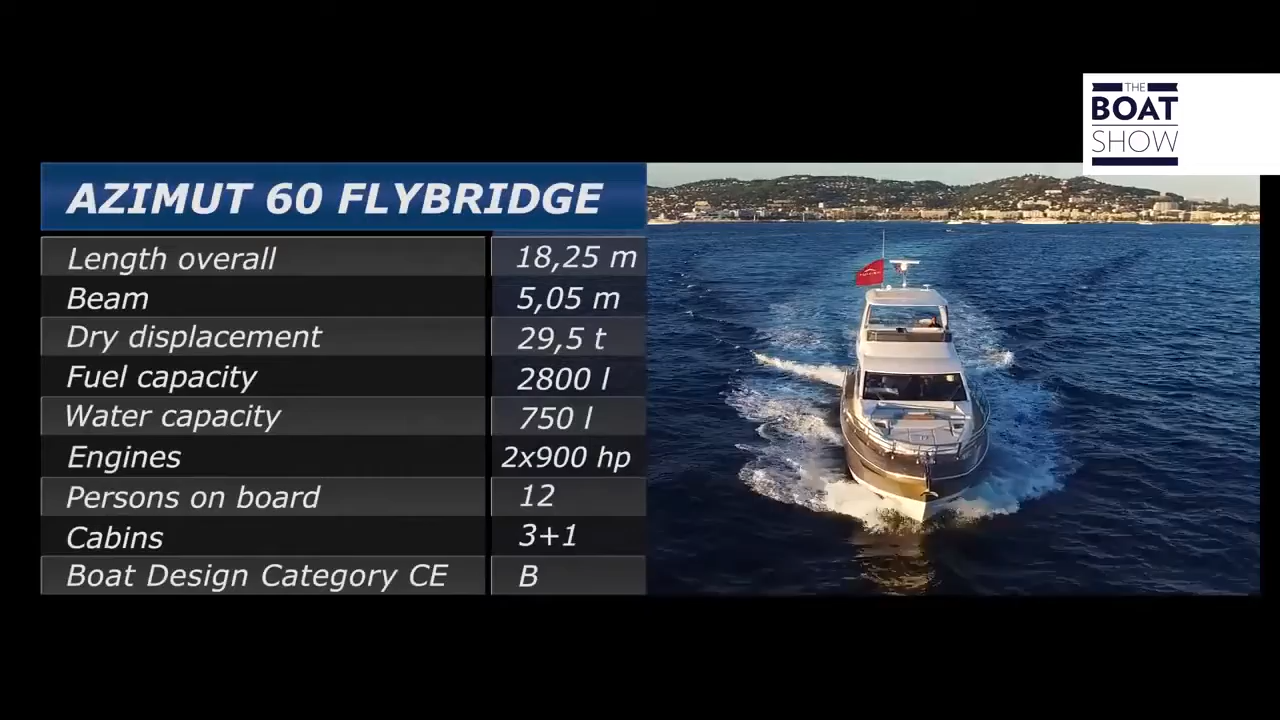 THE
BOAT
SHOW
AZIMUT 60 FLYBRIDGE
Length overall 18,25 m
Beam 5,05 m
Dry displacement 29,5 t
Fuel capacity 2800 l
Water capacity 750 l
Engines 2x900 hp
Persons on board 12
Cabins 3+1
Boat Design Category CE B